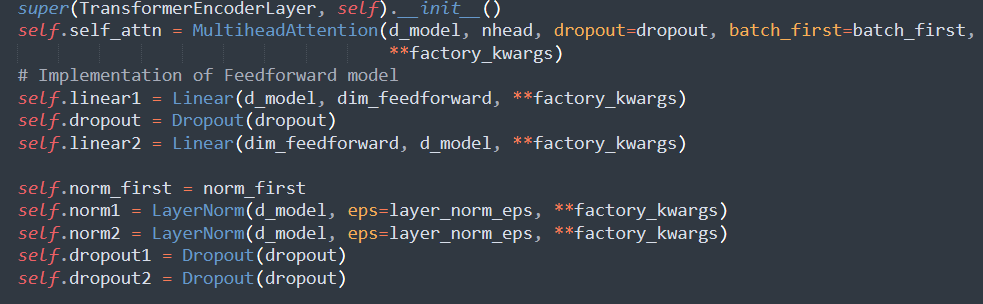 super(TransformerEncoderLayer, self).__init__()
self.self_attn = MultiheadAttention(d_model, nhead, dropout=dropout, batch_first=batch_first,
**factory_kwargs)
# Implementation of Feedforward model
self.linear1 = Linear(d_model, dim_feedforward, **factory_kwargs)
self.dropout = Dropout(dropout)
self.linear2 = Linear(dim_feedforward, d_model, **factory_kwargs)
self.norm_first = norm_first
self.norm1 = LayerNorm(d_model, eps=layer_norm_eps, **factory_kwargs)
self.norm2 = LayerNorm(d_model, eps=layer_norm_eps, **factory_kwargs)
self.dropout1 = Dropout(dropout)
self.dropout2 = Dropout(dropout)